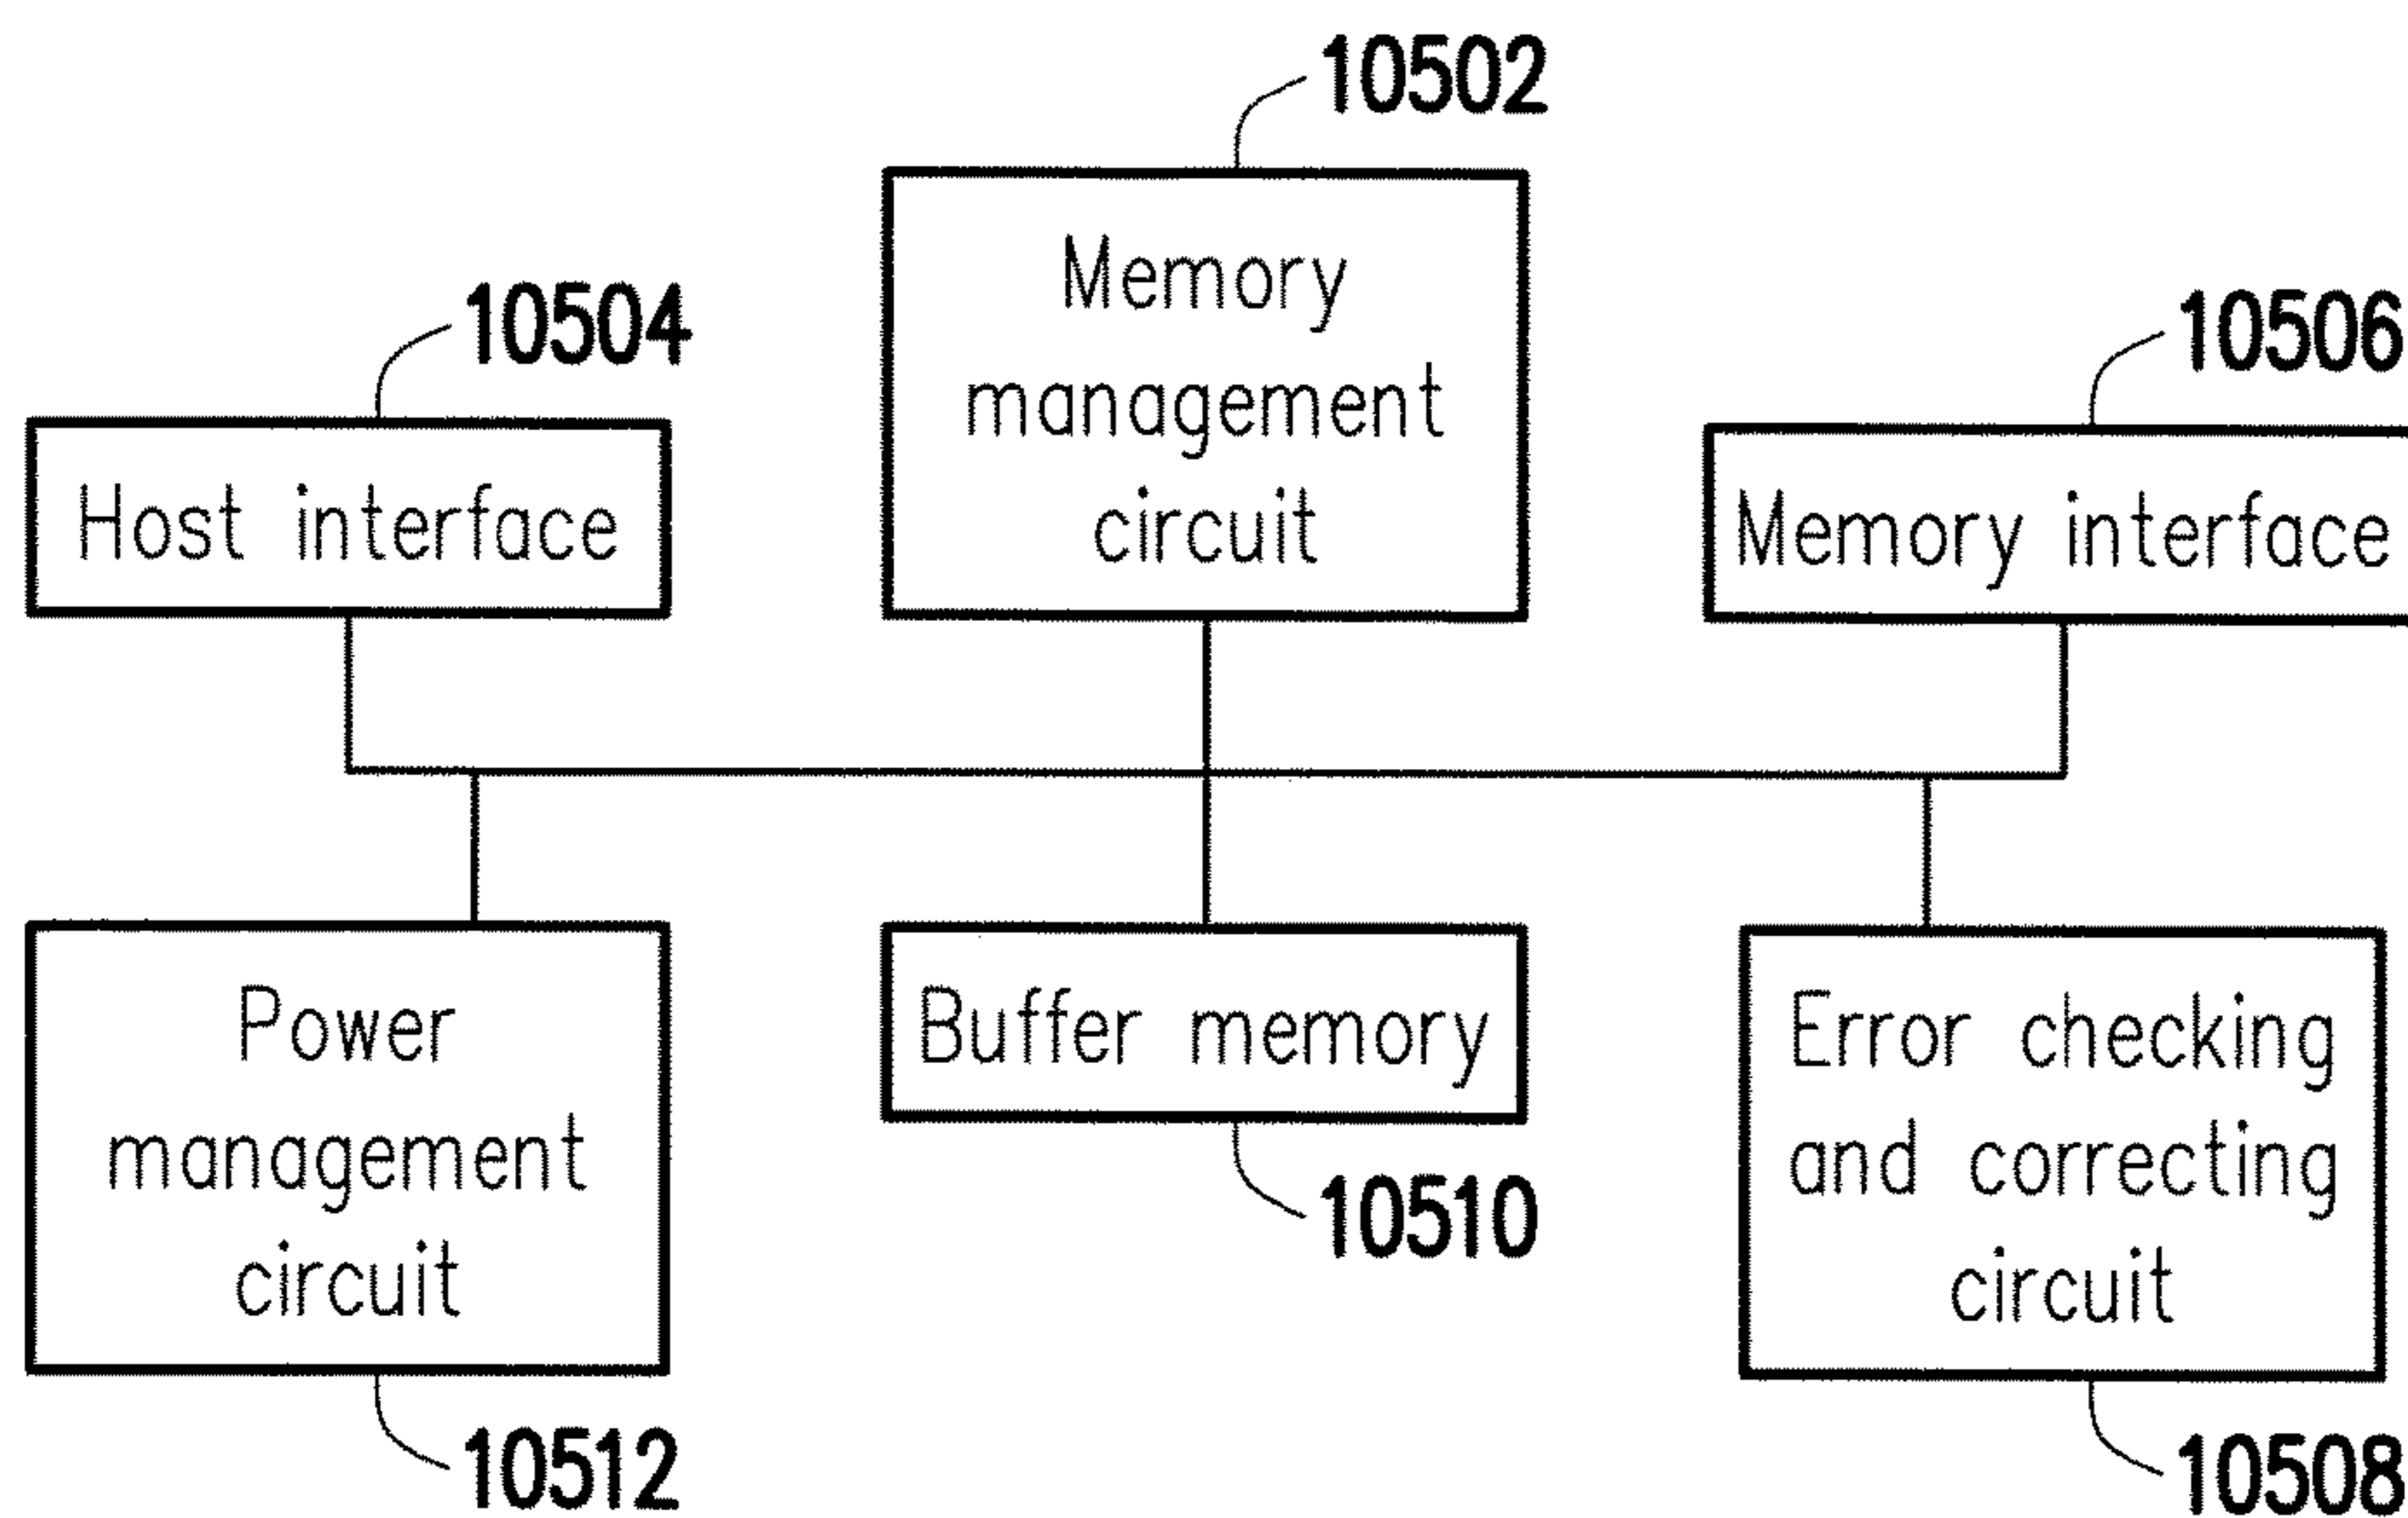 10502
Memory
management
circuit
10504
Host interface
10506
Memory interface
Power
management
circuit
10512
Buffer memory
10510
Error checking
and correcting
circuit
10508